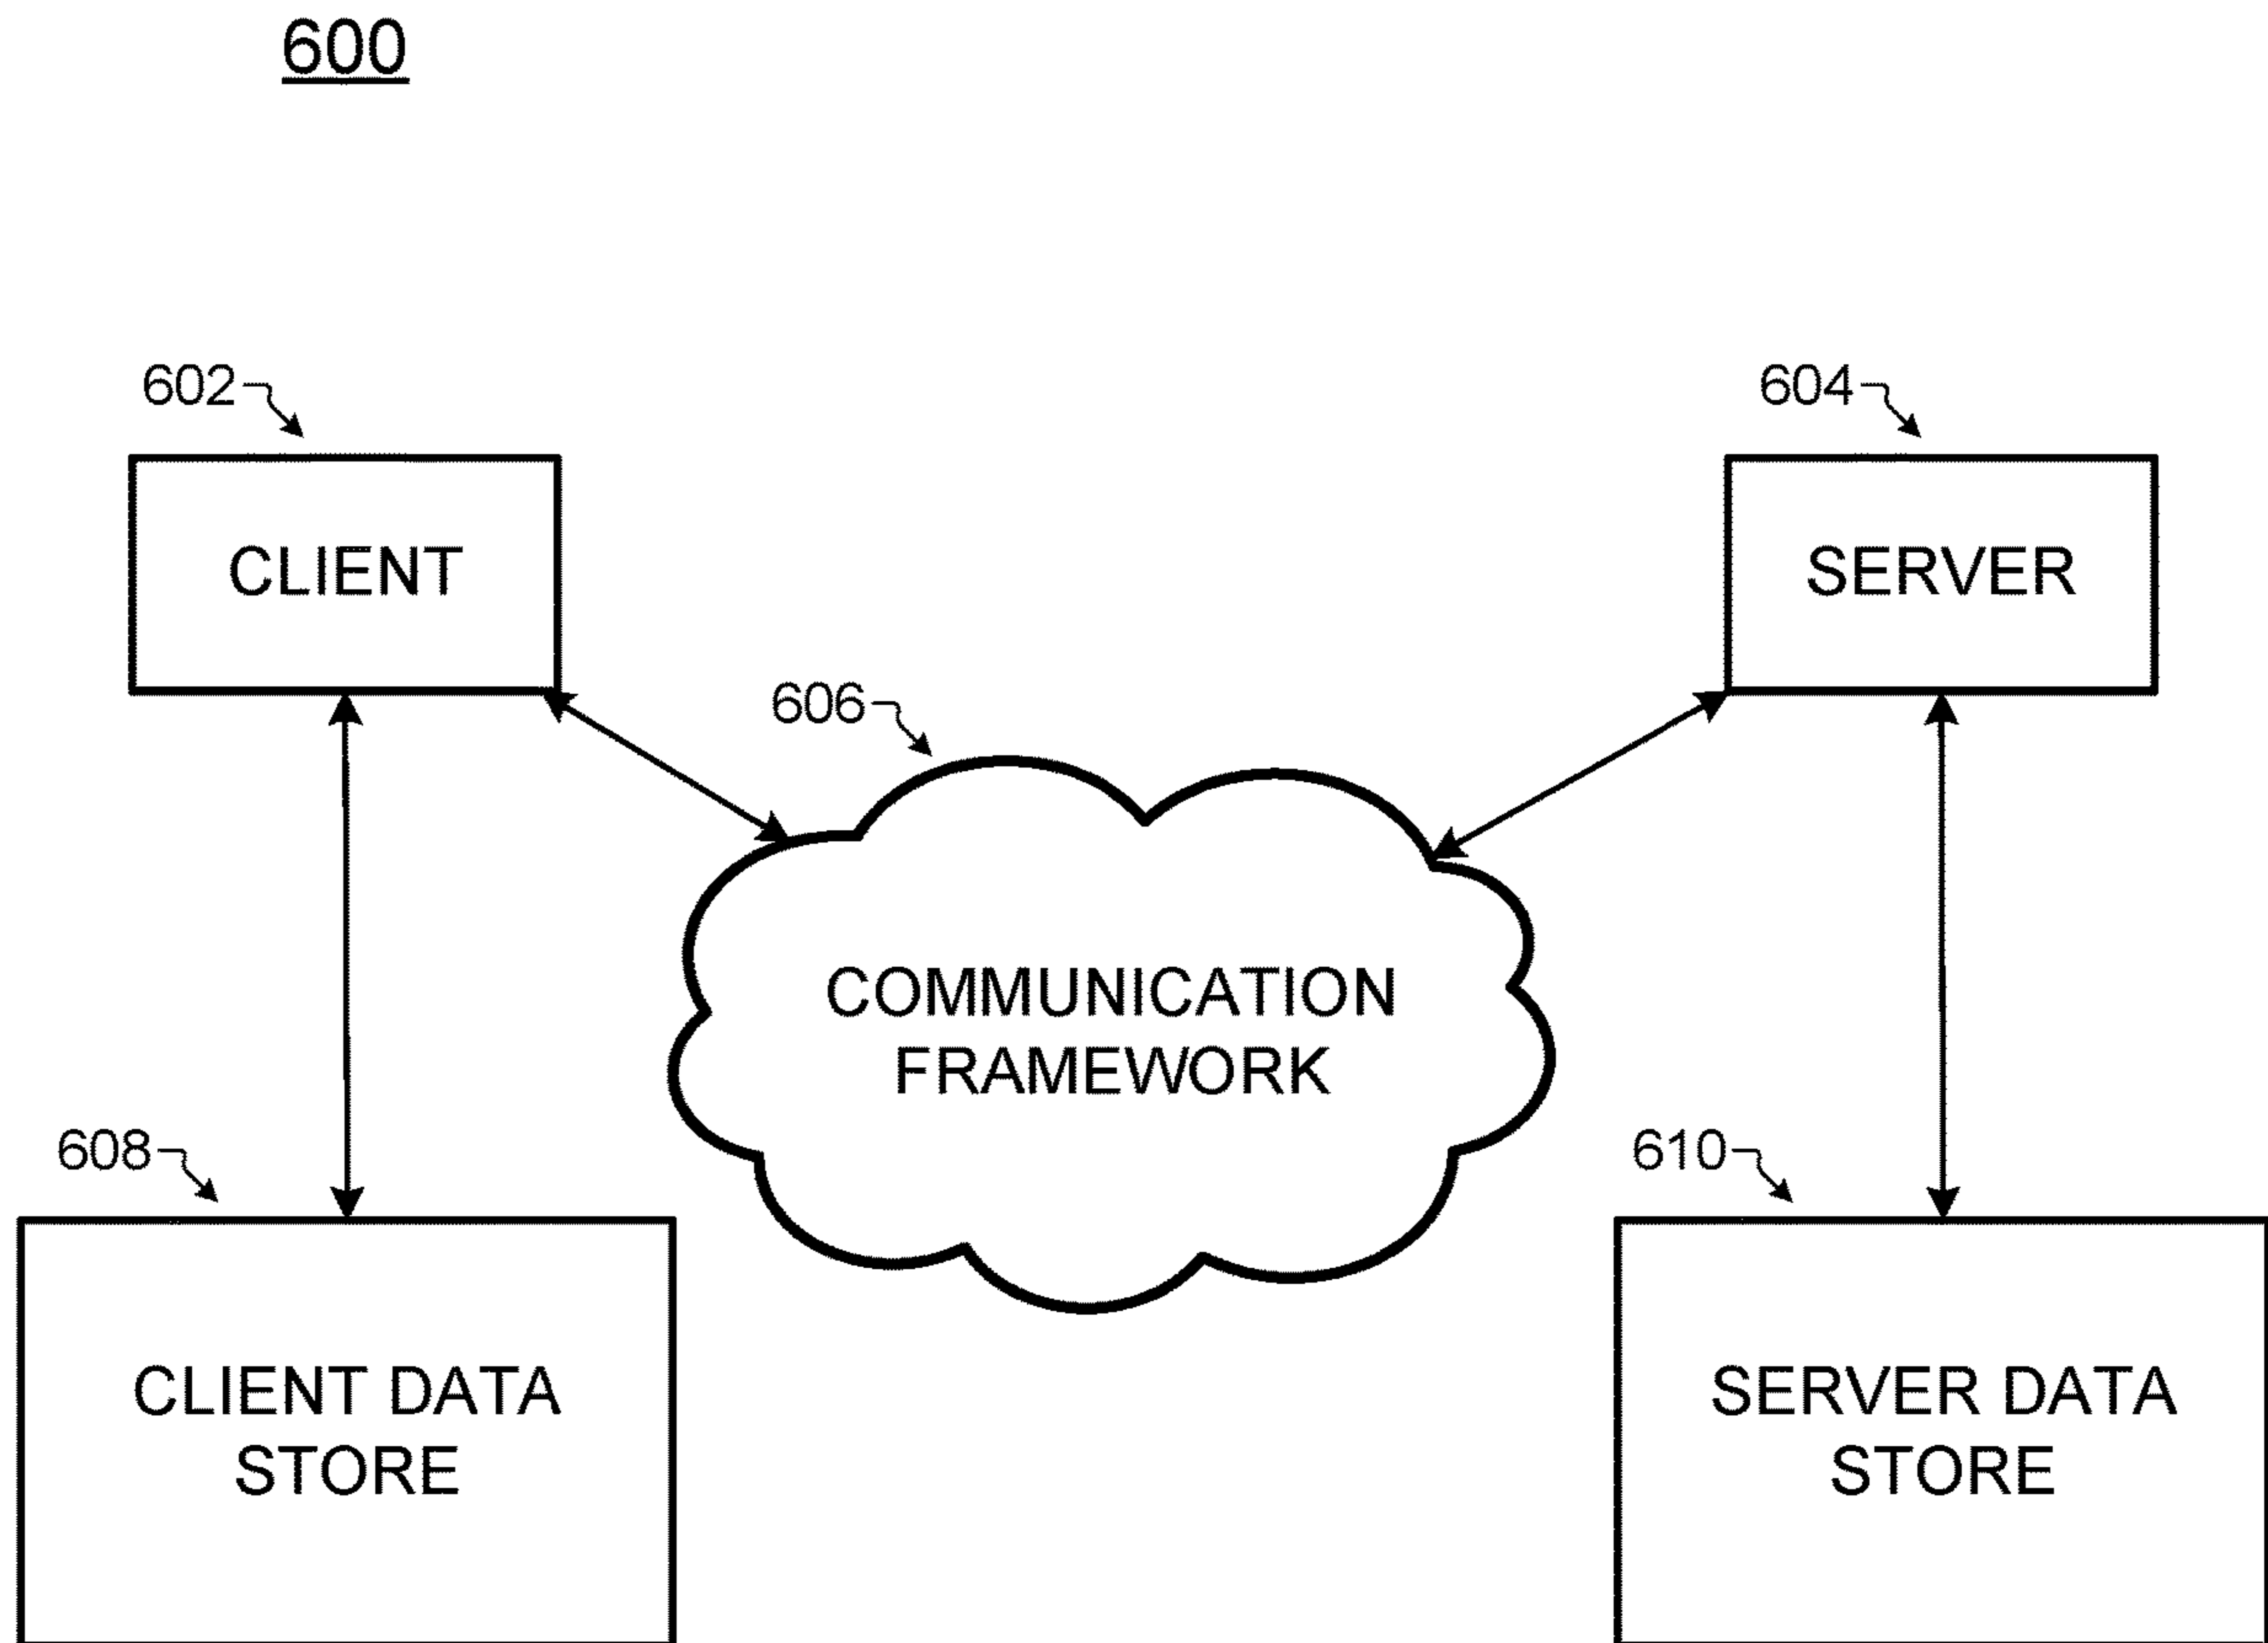 600
602
604
CLIENT
SERVER
606
COMMUNICATION
FRAMEWORK
608
610
CLIENT DATA
STORE
SERVER DATA
STORE